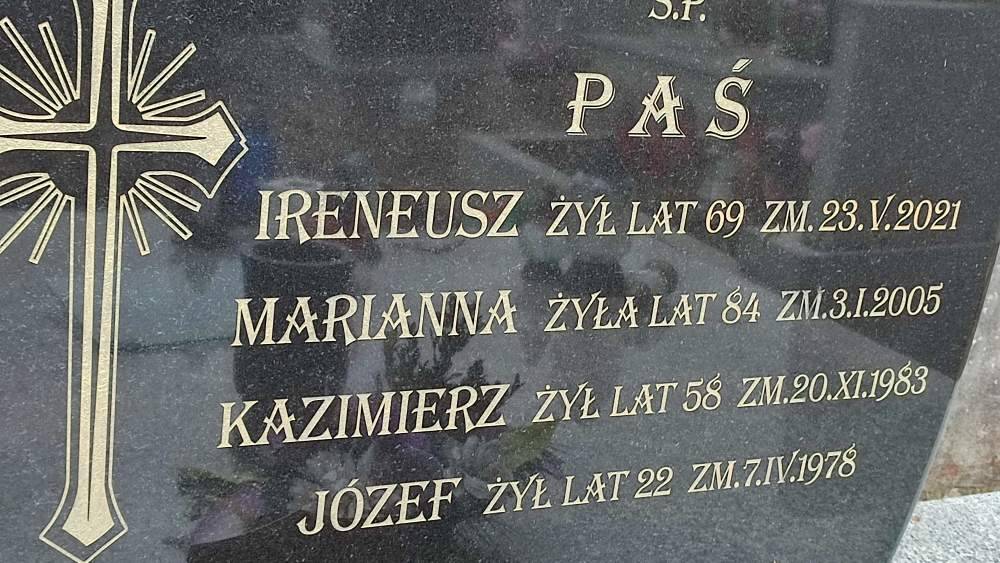 Ś.P.
PAŚ
IRENEUSZ ŻYŁ LAT 69 ZM. 23.V.2021
MARIANNA ŻYŁA LAT 84 ZM.3.I.2005
KAZIMIERZ ŻYŁ LAT 58 ZM.20.XI.1983
JÓZEF ŻYŁ LAT 22 ZM.7.IV.1978